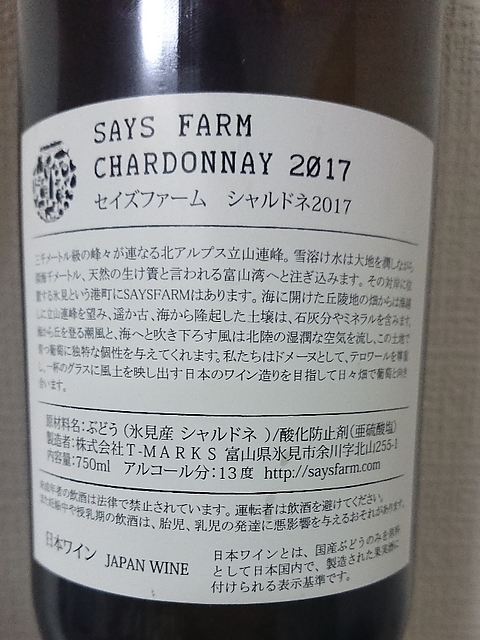 SAYS FARM
CHARDONNAY 2017
セイズファーム シャルドネ2017
三千メートル級の峰々が連なる北アルプス立山連峰。雪溶け水は大地を潤しながら
メートル、天然の生け簀と言われる富山湾へと注ぎ込みます。その対岸に位
置する氷見という港町にSAYSFARMはあります。海に開けた丘陵地の畑からは海越
しに立山連峰を望み、遥か古、海から隆起した土壌は、石灰分やミネラルを含みます。
から丘を登る潮風と、海へと吹き下ろす風は北陸の湿潤な空気を流し、この土地で
育つ葡萄に独特な個性を与えてくれます。私たちはドメーヌとして、テロワールを尊重
し、一杯のグラスに風土を映し出す日本のワイン造りを目指して日々畑で葡萄と向き
合います。
原材料名:ぶどう(氷見産 シャルドネ )/酸化防止剤(亜硫酸塩)
製造者:株式会社T-MARKS 富山県氷見市余川字北山255-1
内容量:750ml アルコール分:13度 http://saysfarm.com
未成年者の飲酒は法律で禁止されています。運転者は飲酒を避けてください。
また妊娠中や授乳期の飲酒は、胎児、乳児の発達に悪影響を与えるおそれがあります。
日本ワイン JAPAN WINE
日本ワインとは、国産ぶどうのみを原料
として日本国内で、製造された果実酒に
付けられる表示基準です。